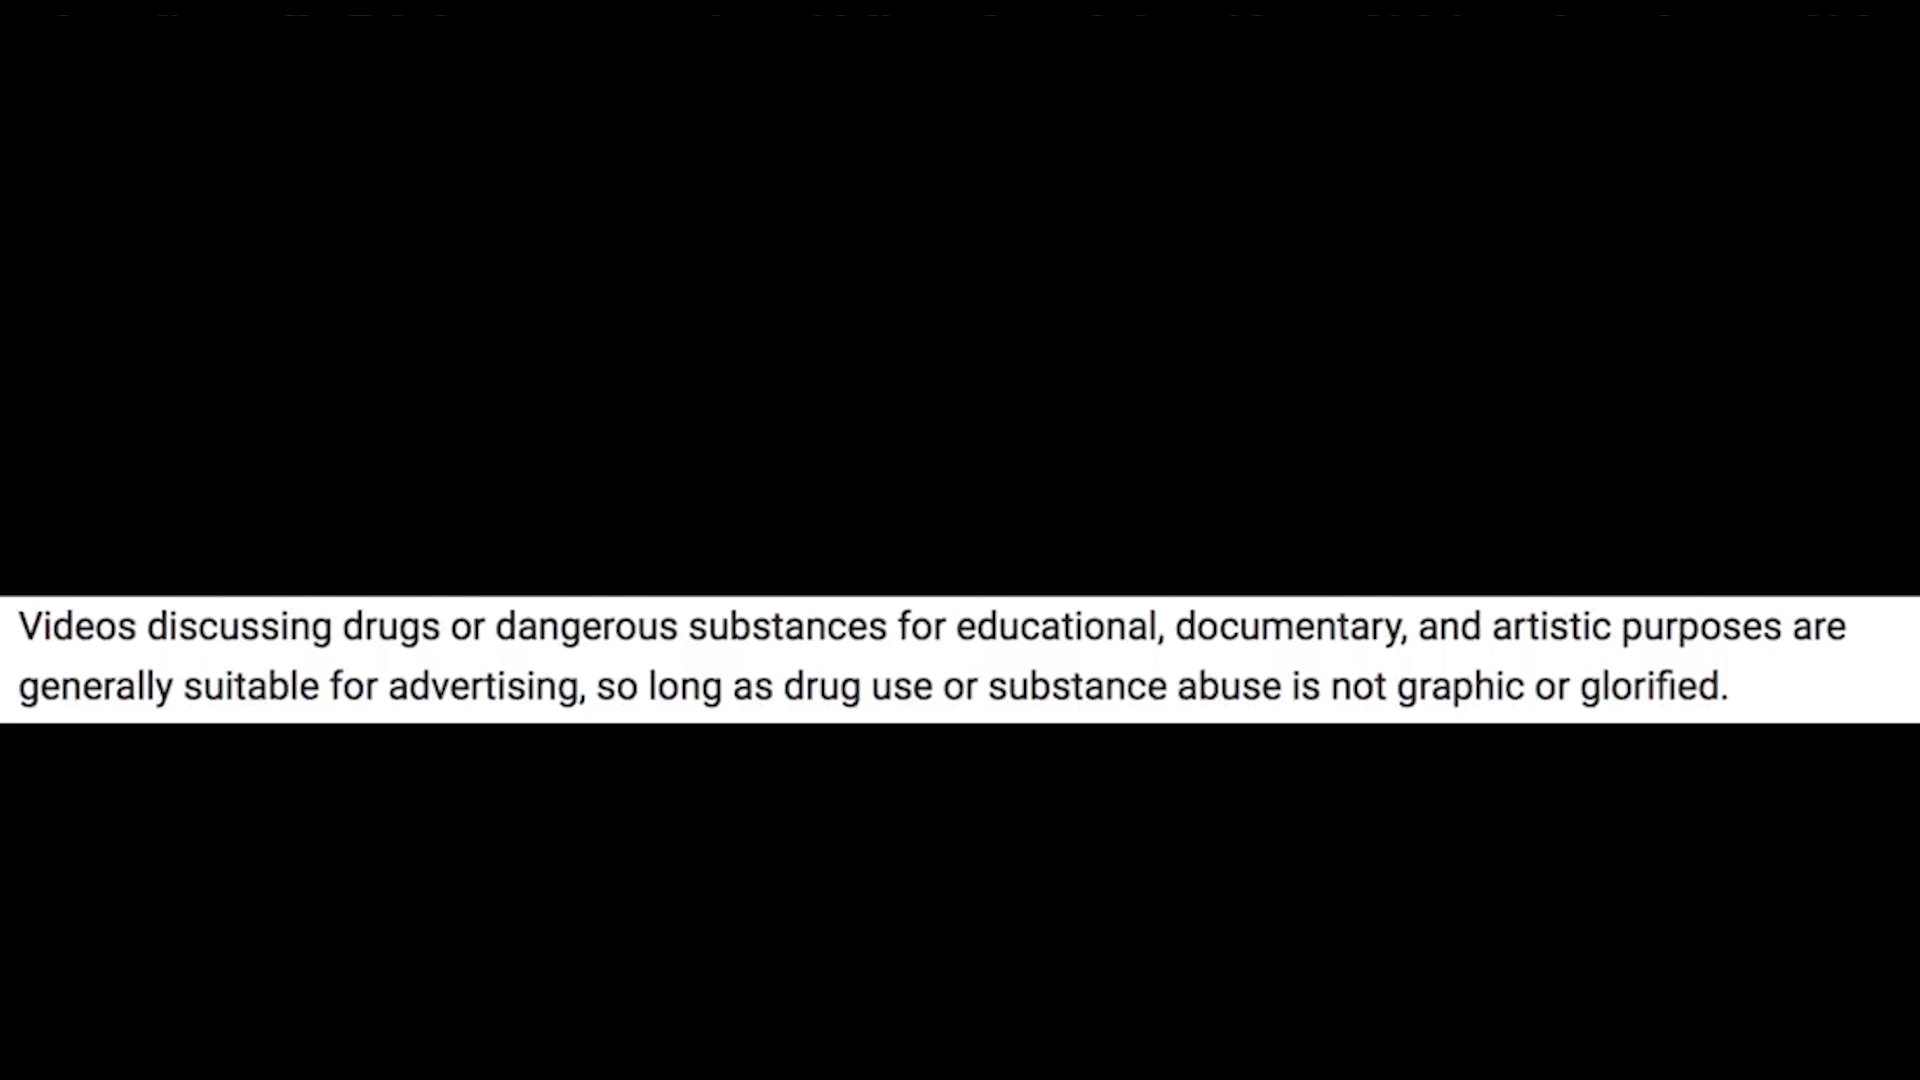 Videos discussing drugs or dangerous substances for educational, documentary, and artistic purposes are
generally suitable for advertising, so long as drug use or substance abuse is not graphic or glorified.